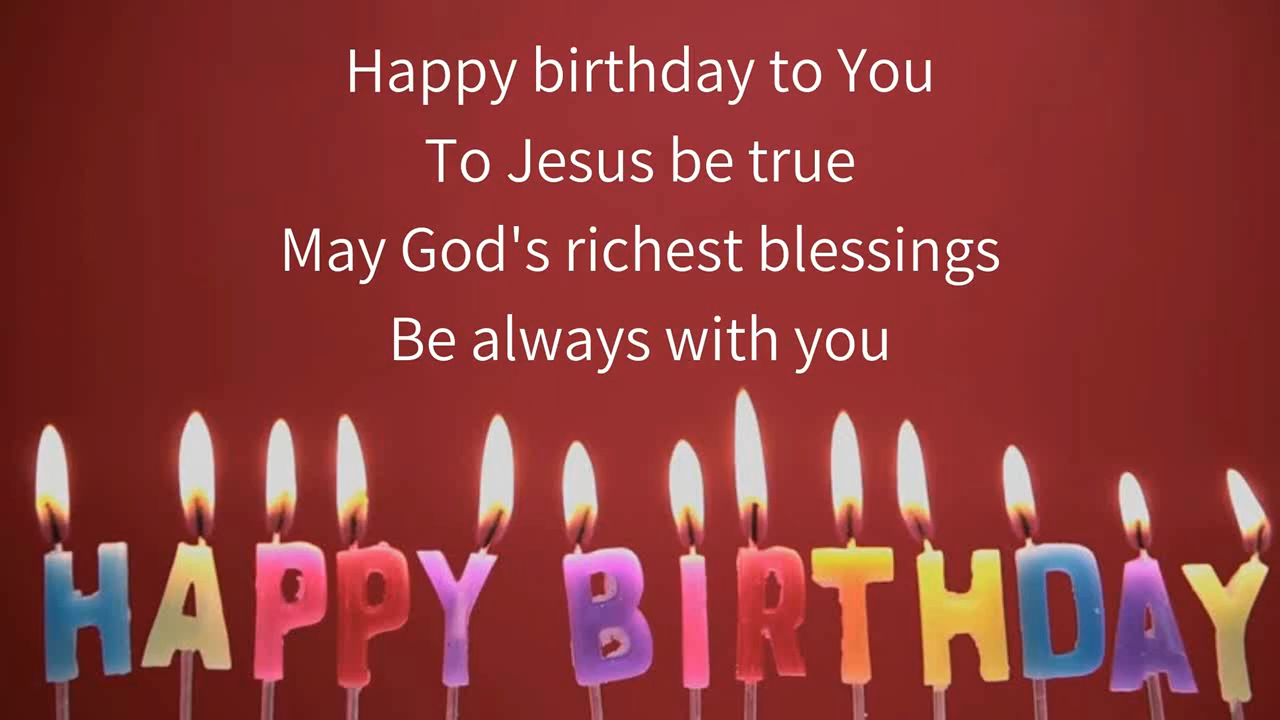 Happy birthday to You
To Jesus be true
May God's richest blessings
Be always with you
HAPPY BIRTHDAY